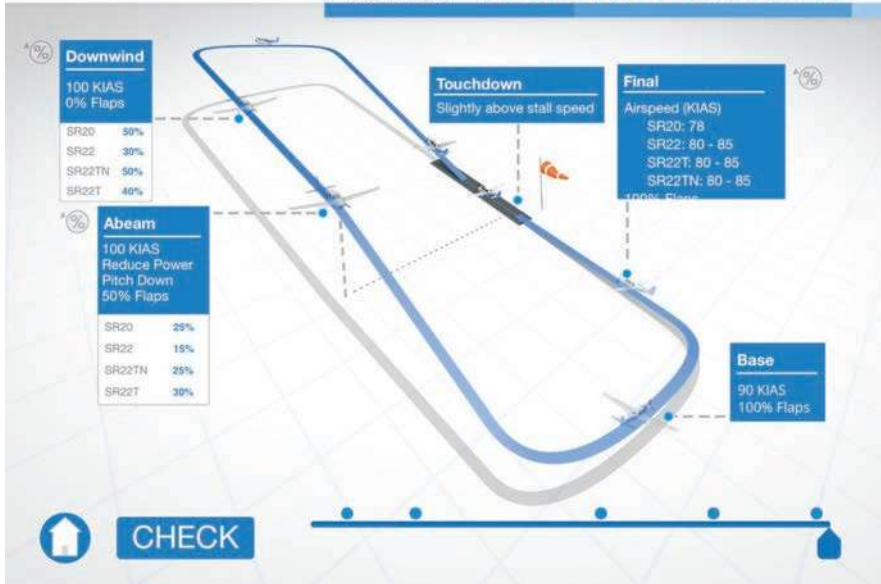 A %
Downwind
100 KIAS
0% Flaps
SR20 50%
SR22 30%
SR22TN 50%
SR22T 40%
A %
Abeam
100 KIAS
Reduce Power
Pitch Down
50% Flaps
SR20 25%
SR22 15%
SR22TN 25%
SR22T 30%
Touchdown
Slightly above stall speed
Final
A %
Airspeed (KIAS)
SR20: 78
SR22: 80 - 85
SR22T: 80 - 85
SR22TN: 80 - 85
100% Flaps
Base
90 KIAS
100% Flaps
CHECK